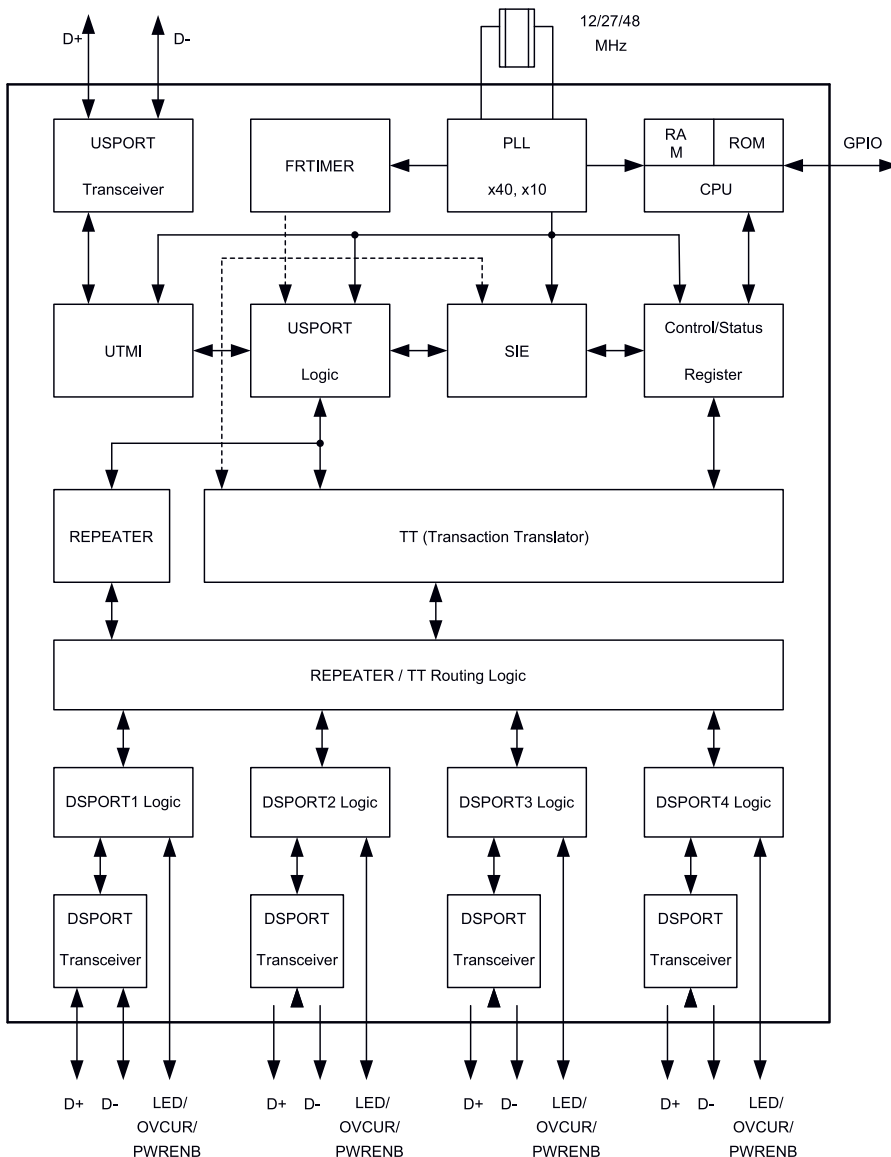 D+ D- 12/27/48
MHz
USPORT
Transceiver
FRTIMER
PLL
x40, x10
RA
M
ROM
CPU
GPIO
UTMI
USPORT
Logic
SIE
Control/Status
Register
REPEATER
TT (Transaction Translator)
REPEATER / TT Routing Logic
DSPORT1 Logic
DSPORT2 Logic
DSPORT3 Logic
DSPORT4 Logic
DSPORT
Transceiver
DSPORT
Transceiver
DSPORT
Transceiver
DSPORT
Transceiver
D+ D- LED/
OVCUR/
PWRENB
D+ D- LED/
OVCUR/
PWRENB
D+ D- LED/
OVCUR/
PWRENB
D+ D- LED/
OVCUR/
PWRENB